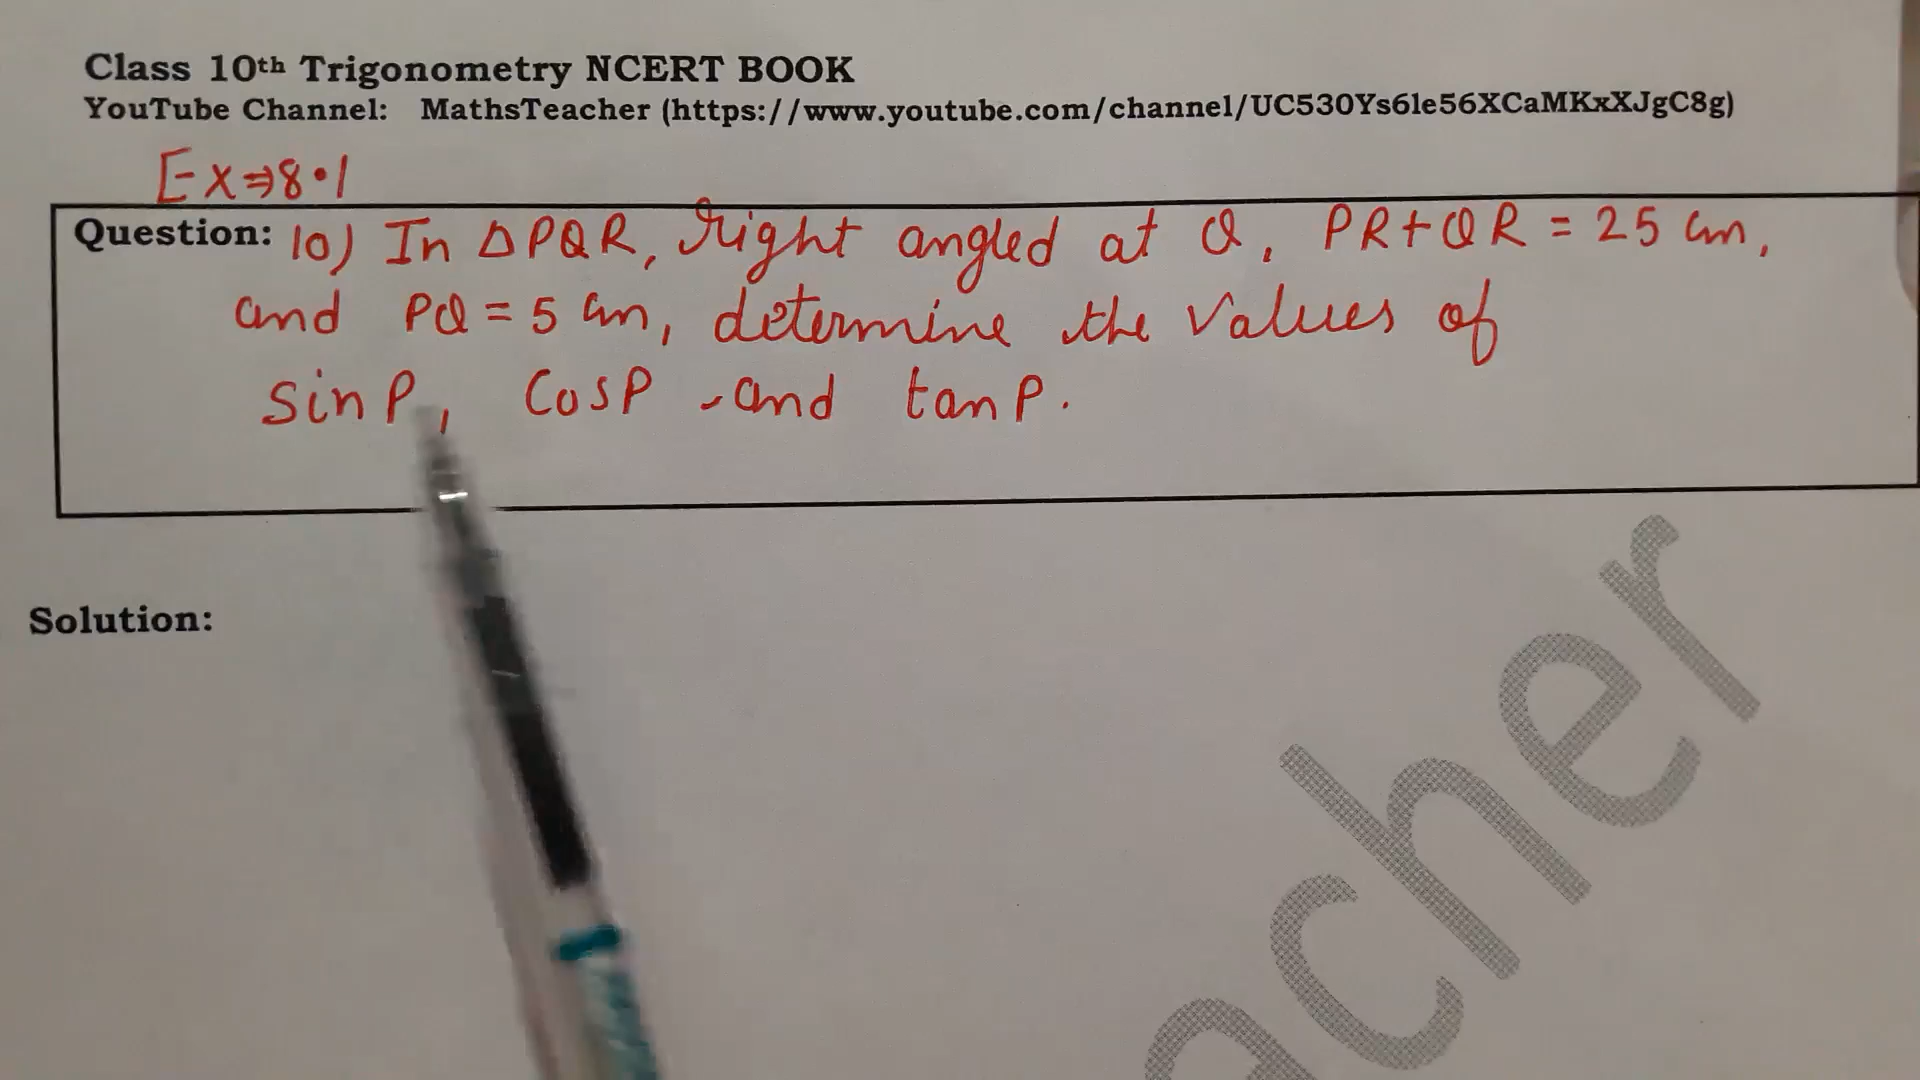 Class 10th Trigonometry NCERT BOOK
YouTube Channel: MathsTeacher (https://www.youtube.com/channel/UC530Ys6le56XCaMKxXJgC8g)
Ex⇒8.1
Question: 10) In ΔPQR, right angled at Q, PR+QR = 25 cm,
and PQ = 5 cm, determine the values of
sin P, Cos P and tan P.
Solution:
acher